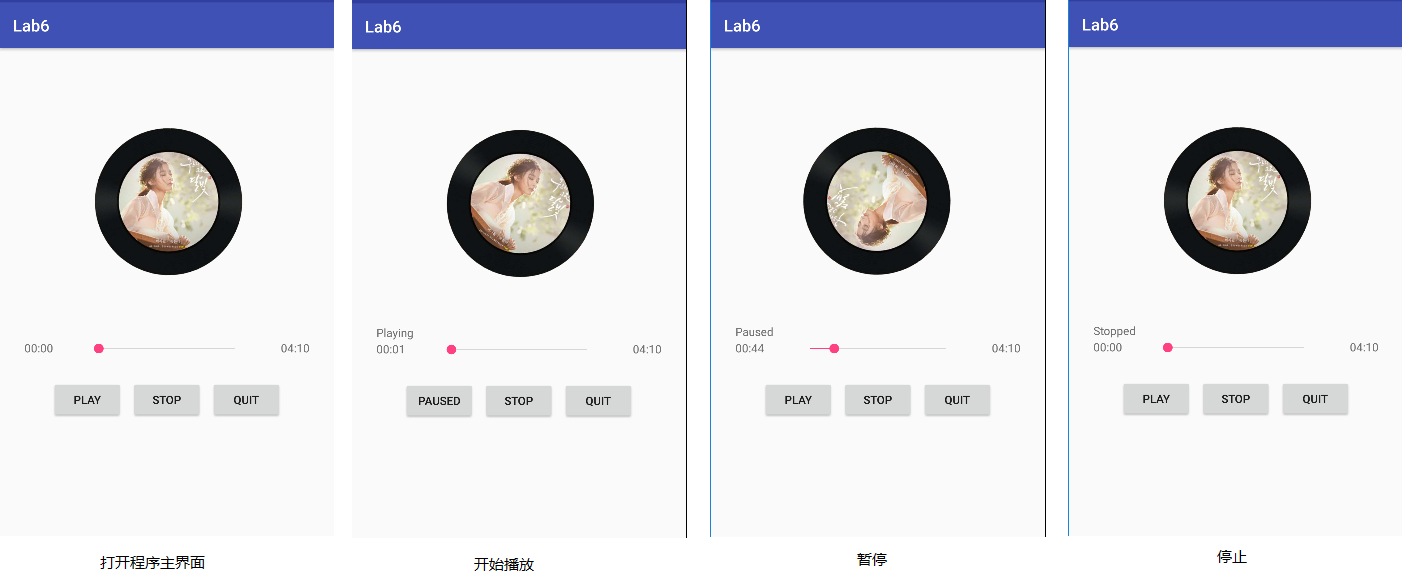 Lab6
00:00
04:10
PLAY
STOP
QUIT
打开程序主界面
Lab6
Playing
00:01
04:10
PAUSED
STOP
QUIT
开始播放
Lab6
Paused
00:44
04:10
PLAY
STOP
QUIT
暂停
Lab6
Stopped
00:00
04:10
PLAY
STOP
QUIT
停止